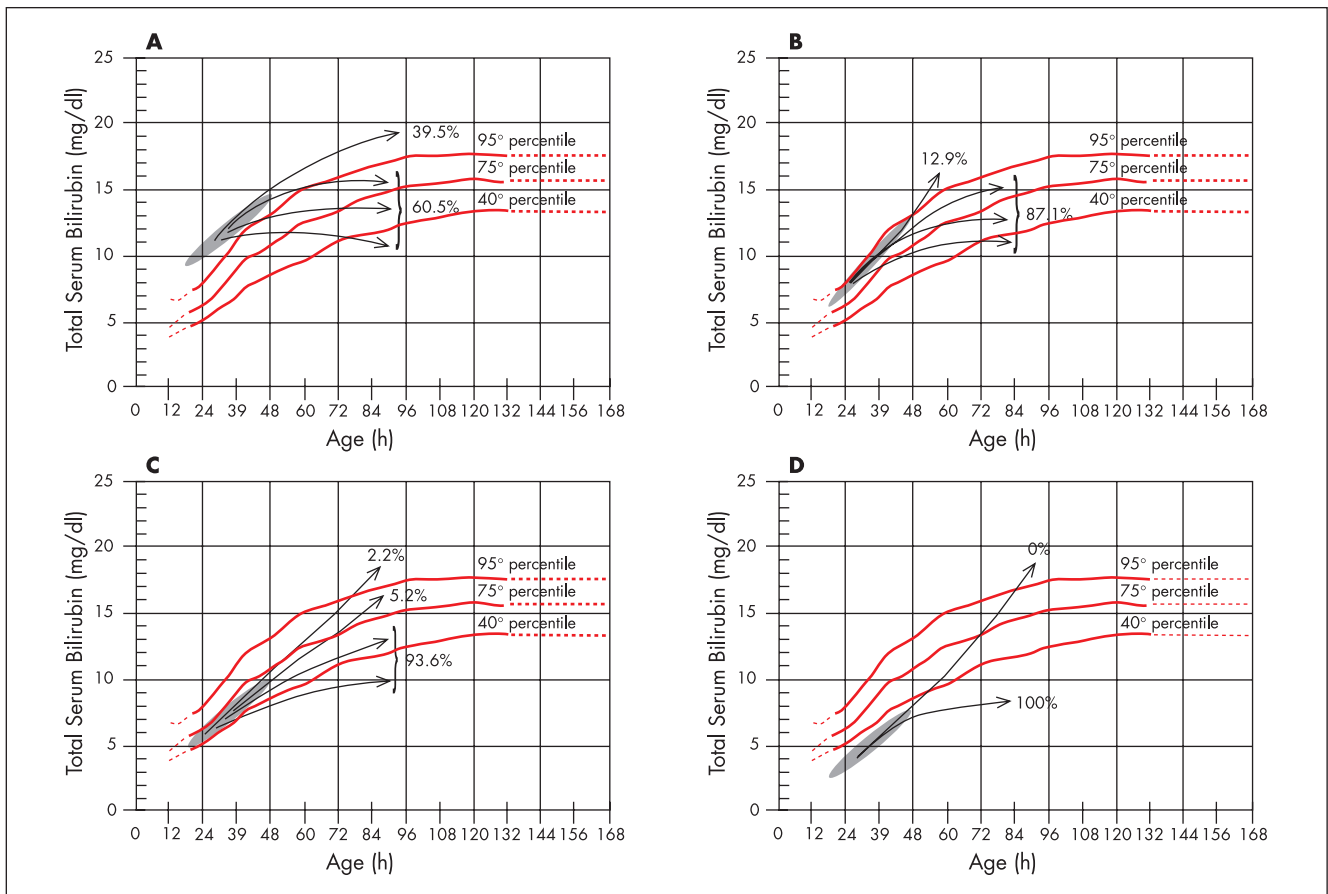 A
Total Serum Bilirubin (mg/dl)
25
20
15
10
5
0
39.5%
60.5%
95° percentile
75° percentile
40° percentile
0 12 24 39 48 60 72 84 96 108 120 132 144 156 168
Age (h)
B
Total Serum Bilirubin (mg/dl)
25
20
15
10
5
0
12.9%
87.1%
95° percentile
75° percentile
40° percentile
0 12 24 39 48 60 72 84 96 108 120 132 144 156 168
Age (h)
C
Total Serum Bilirubin (mg/dl)
25
20
15
10
5
0
2.2%
5.2%
93.6%
95° percentile
75° percentile
40° percentile
0 12 24 39 48 60 72 84 96 108 120 132 144 156 168
Age (h)
D
Total Serum Bilirubin (mg/dl)
25
20
15
10
5
0
0%
100%
95° percentile
75° percentile
40° percentile
0 12 24 39 48 60 72 84 96 108 120 132 144 156 168
Age (h)